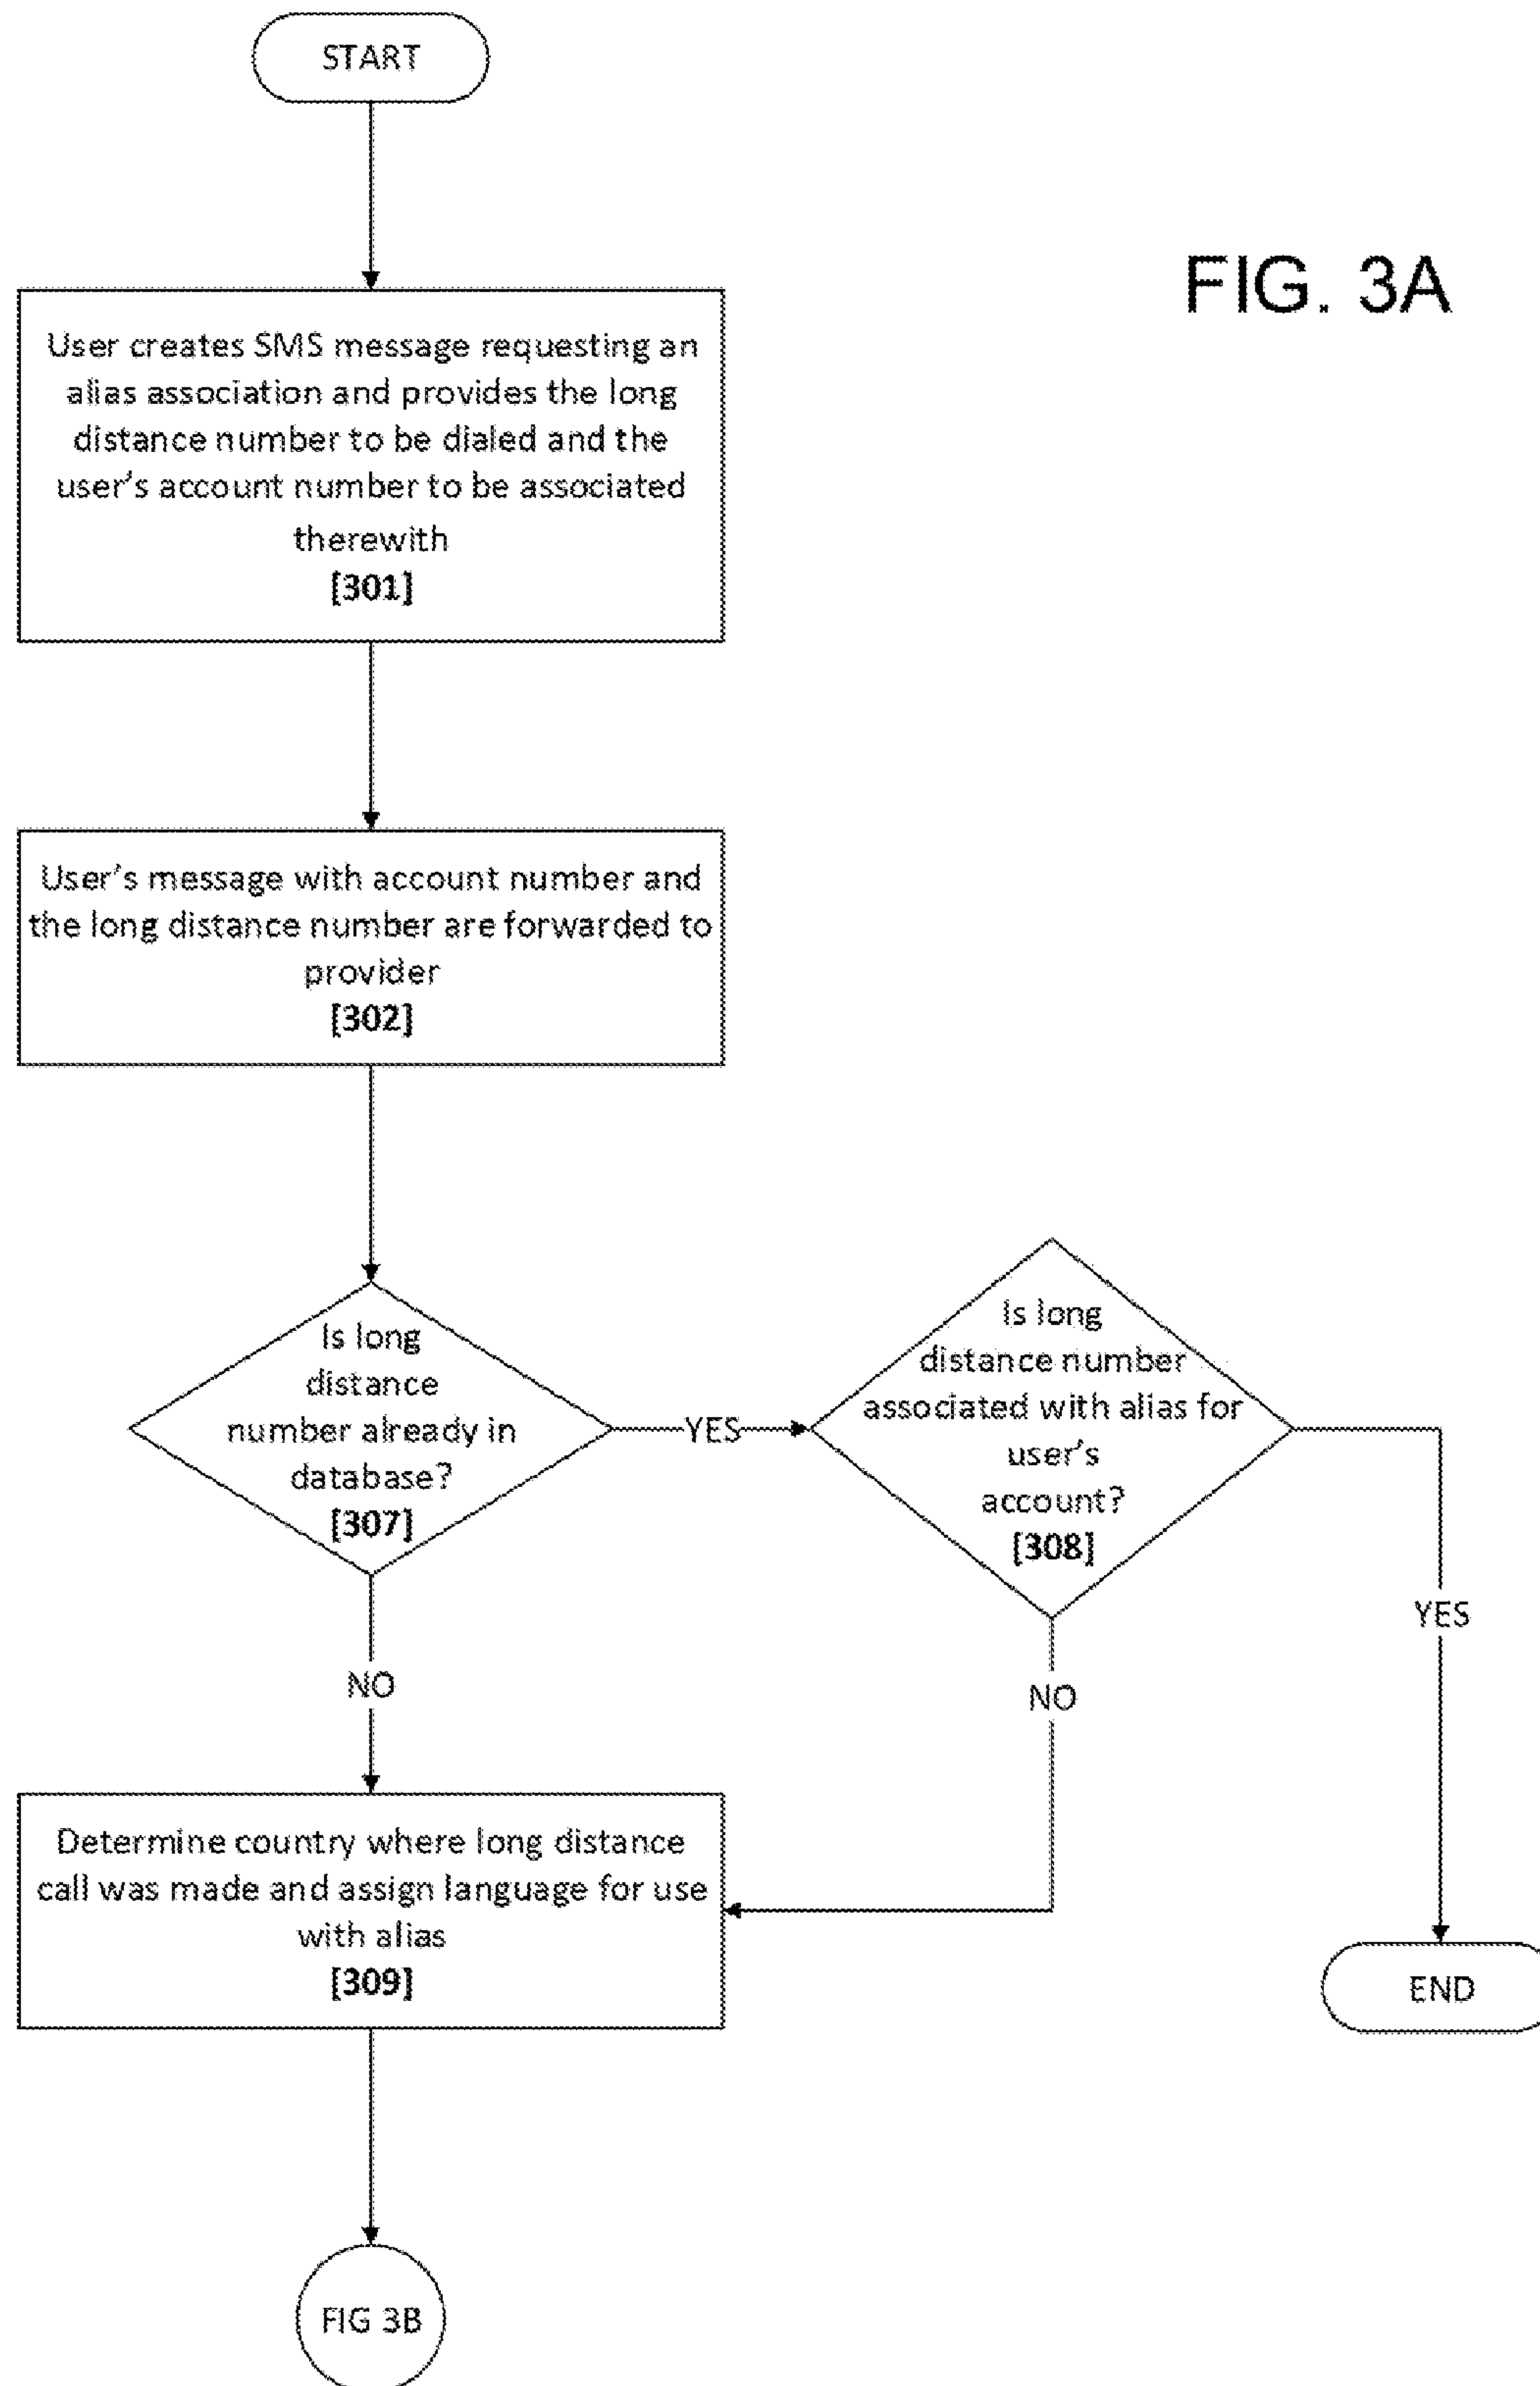 START
FIG. 3A
User creates SMS message requesting an
alias association and provides the long
distance number to be dialed and the
user's account number to be associated
therewith
[301]
User's message with account number and
the long distance number are forwarded to
provider
[302]
Is long
distance
number already in
database?
[307]
YES
Is long
distance number
associated with alias for
user's
account?
[308]
YES
NO
NO
Determine country where long distance
call was made and assign language for use
with alias
[309]
END
FIG 3B